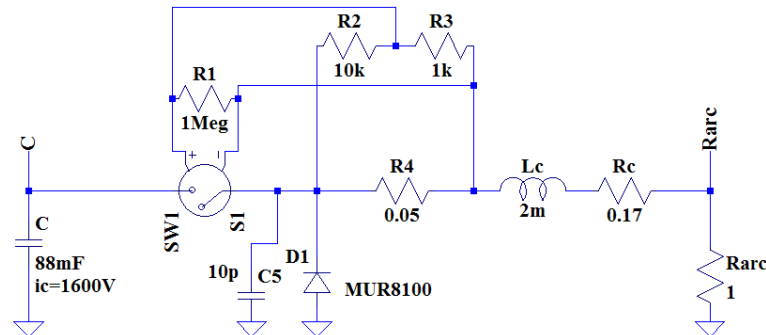 R2
R3
10k
1k
R1
1Meg
+
-
C
R4
Lc
Rc
Rarc
SW1
S1
0.05
2m
0.17
C
88mF
ic=1600V
10p
C5
D1
MUR8100
Rarc
1